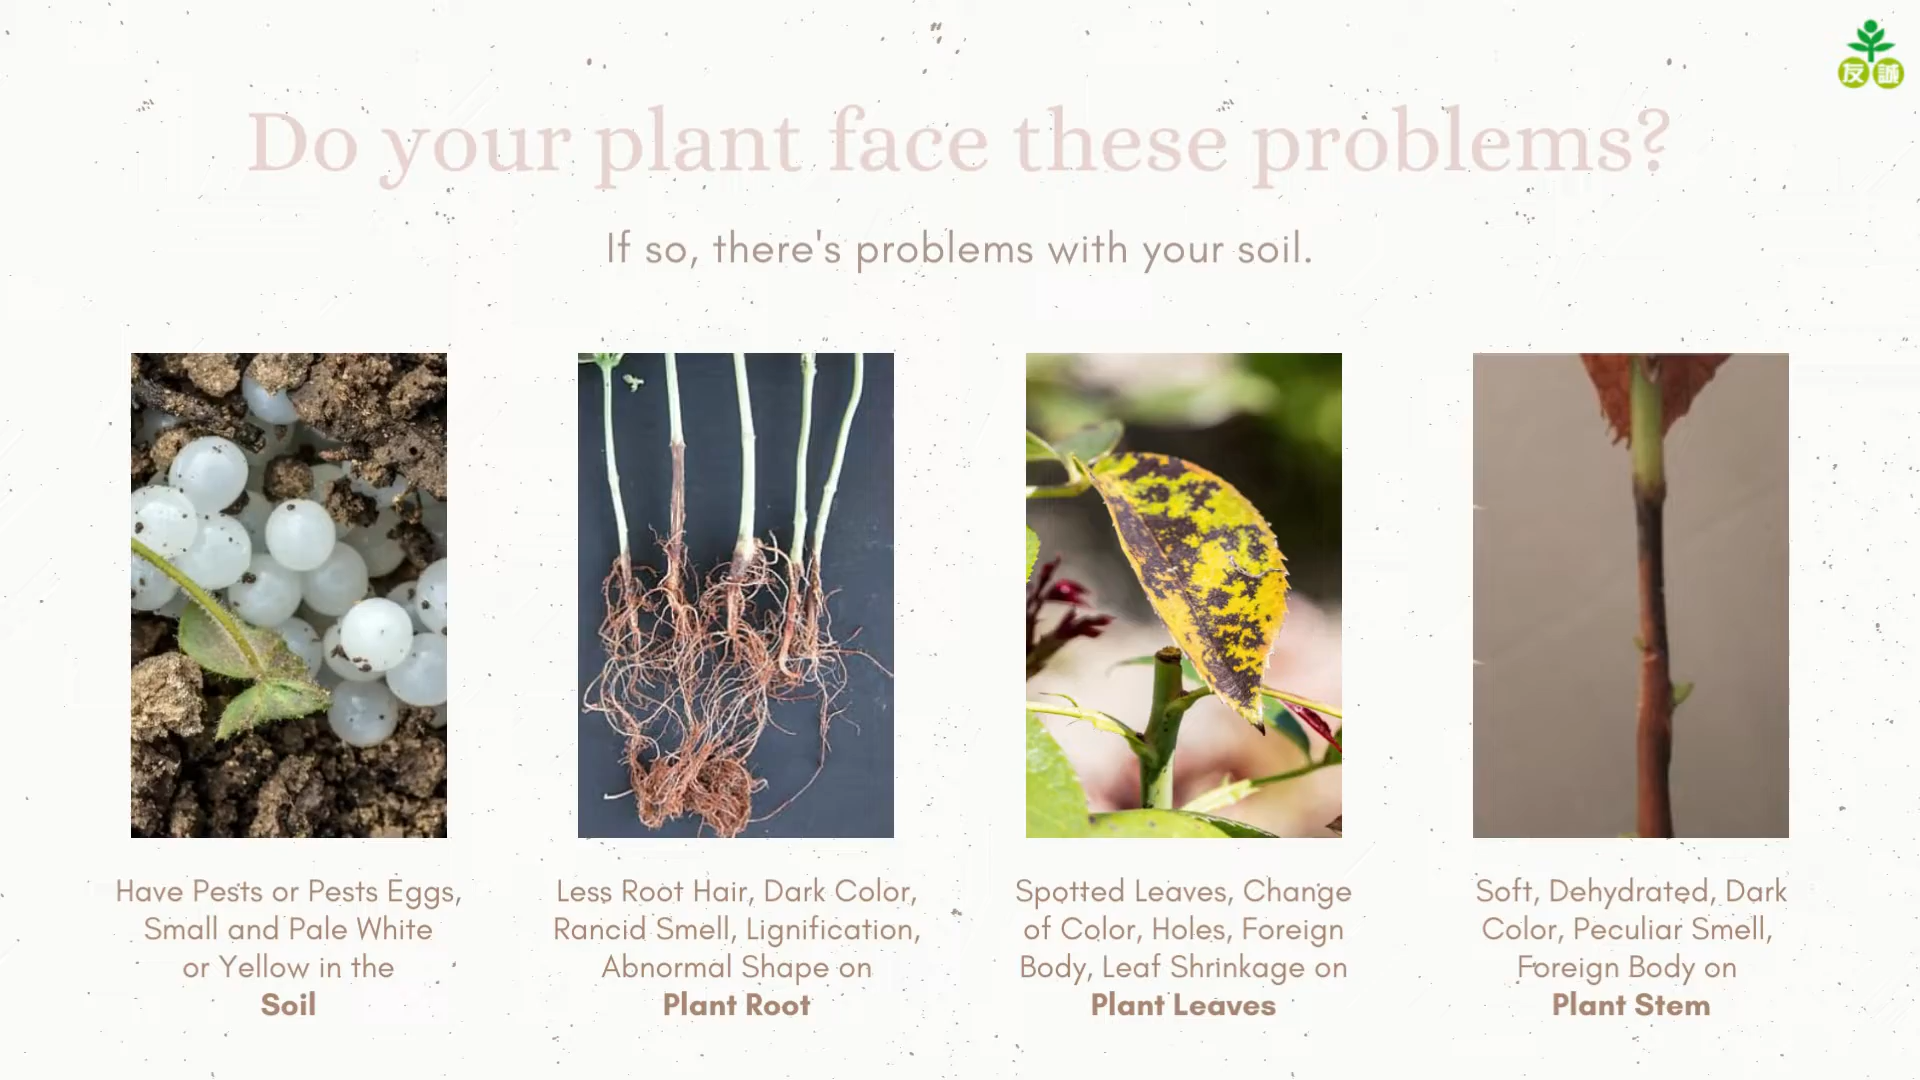 友誠
Do your plant face these problems?
If so, there's problems with your soil.
Have Pests or Pests Eggs,
Small and Pale White
or Yellow in the
Soil
Less Root Hair, Dark Color,
Rancid Smell, Lignification,
Abnormal Shape on
Plant Root
Spotted Leaves, Change
of Color, Holes, Foreign
Body, Leaf Shrinkage on
Plant Leaves
Soft, Dehydrated, Dark
Color, Peculiar Smell,
Foreign Body on
Plant Stem